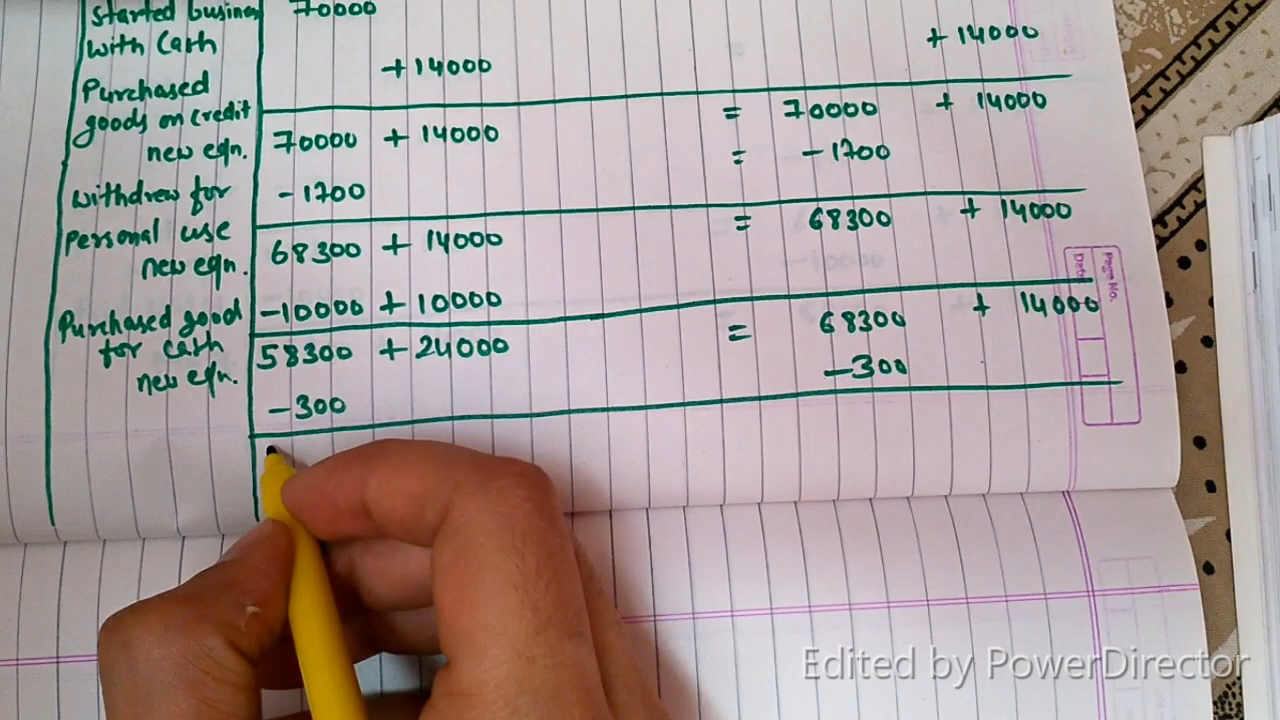 started busines 70000
with Cash + 14000
+ 14000
Purchased
goods on credit = 70000 + 14000
new eqn. 70000 + 14000
= - 1700
withdrew for - 1700
Personal use = 68300 + 14000
new eqn. 68300 + 14000
Purchased good - 10000 + 10000
for cash = 68300 + 14000
new eqn. 58300 + 24000
- 300
- 300
Page No.
Date
Edited by PowerDirector